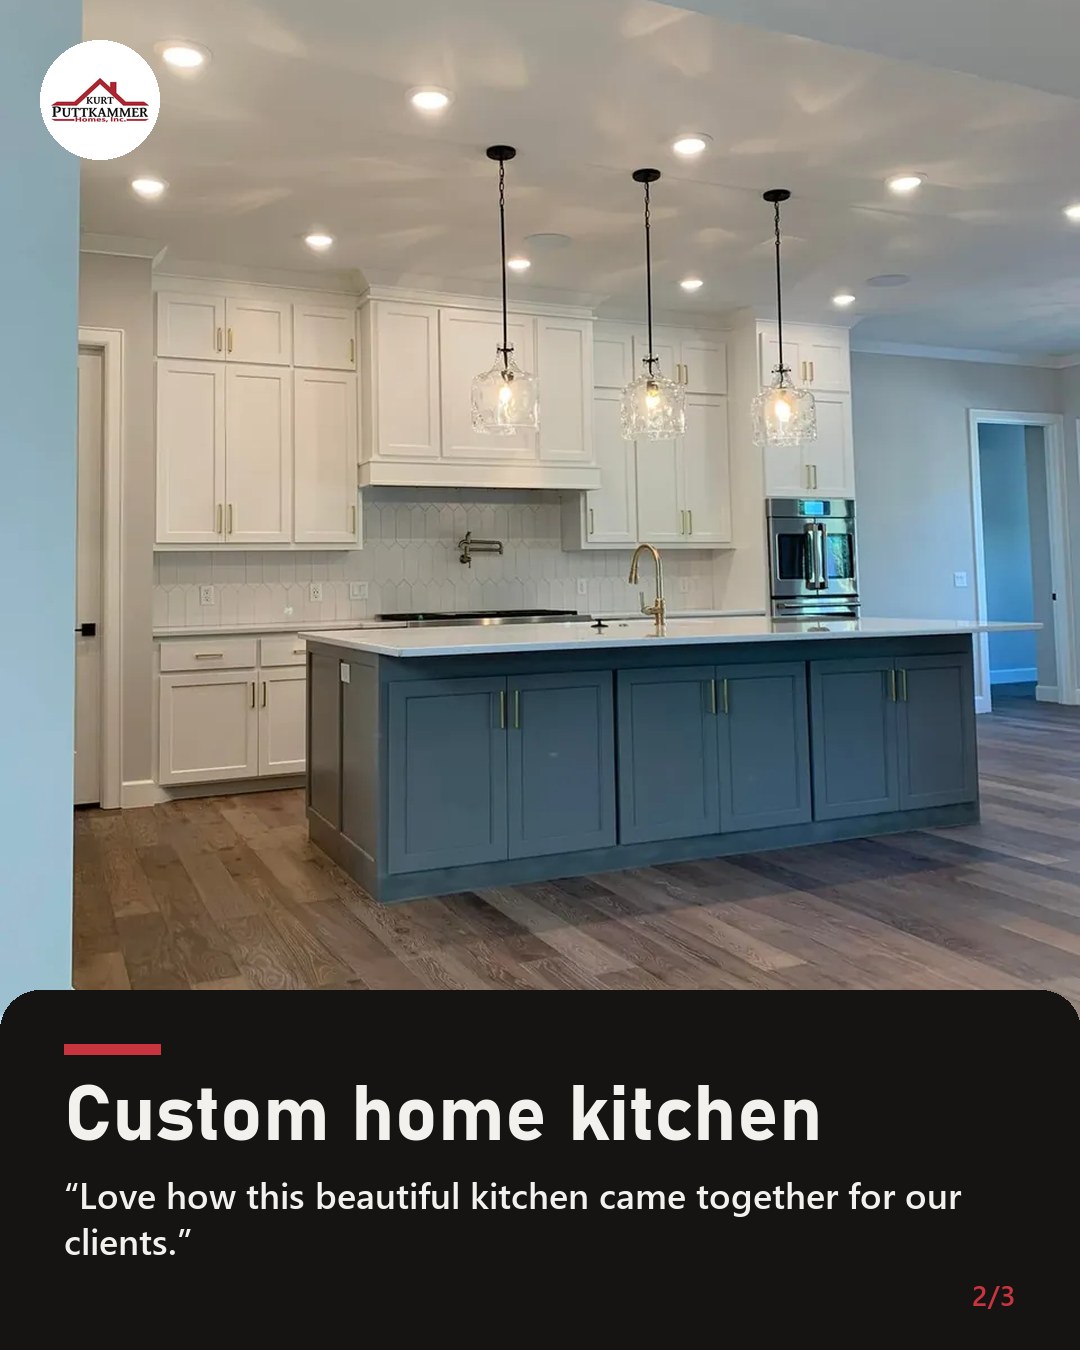 KURT
PUTTKAMMER
Homes, Inc.
Custom home kitchen
“Love how this beautiful kitchen came together for our
clients.”
2/3